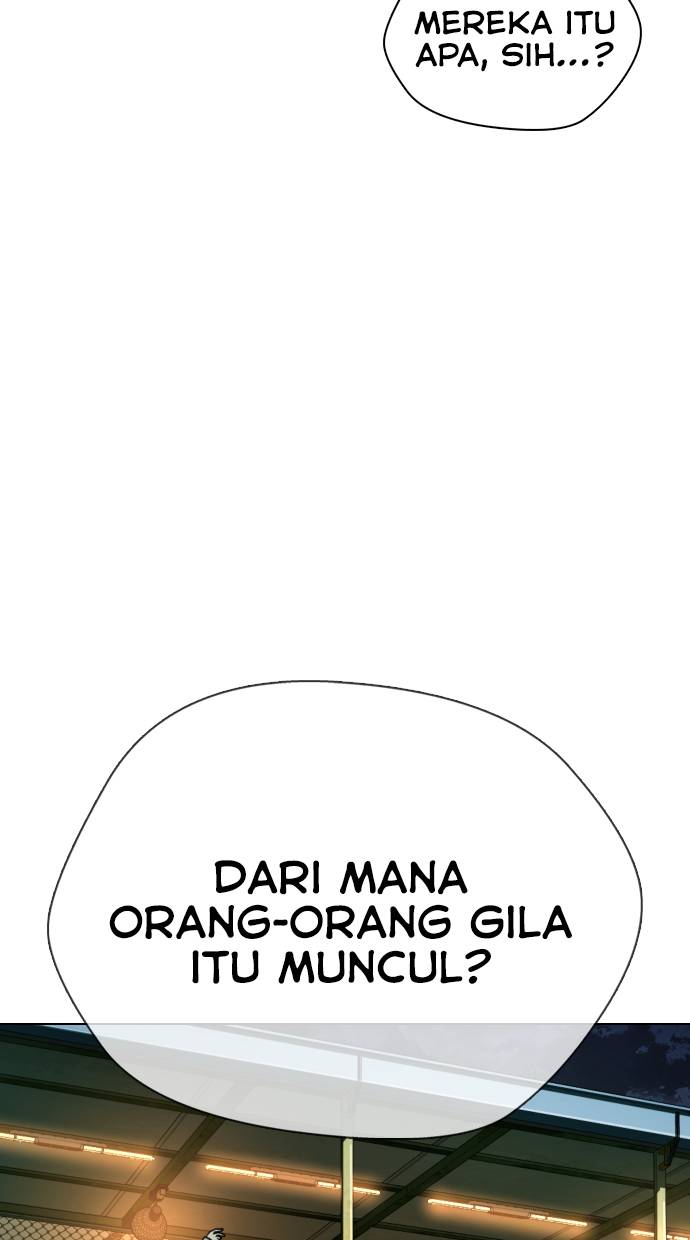 MEREKA ITU
APA, SIH...?
DARI MANA
ORANG-ORANG GILA
ITU MUNCUL?